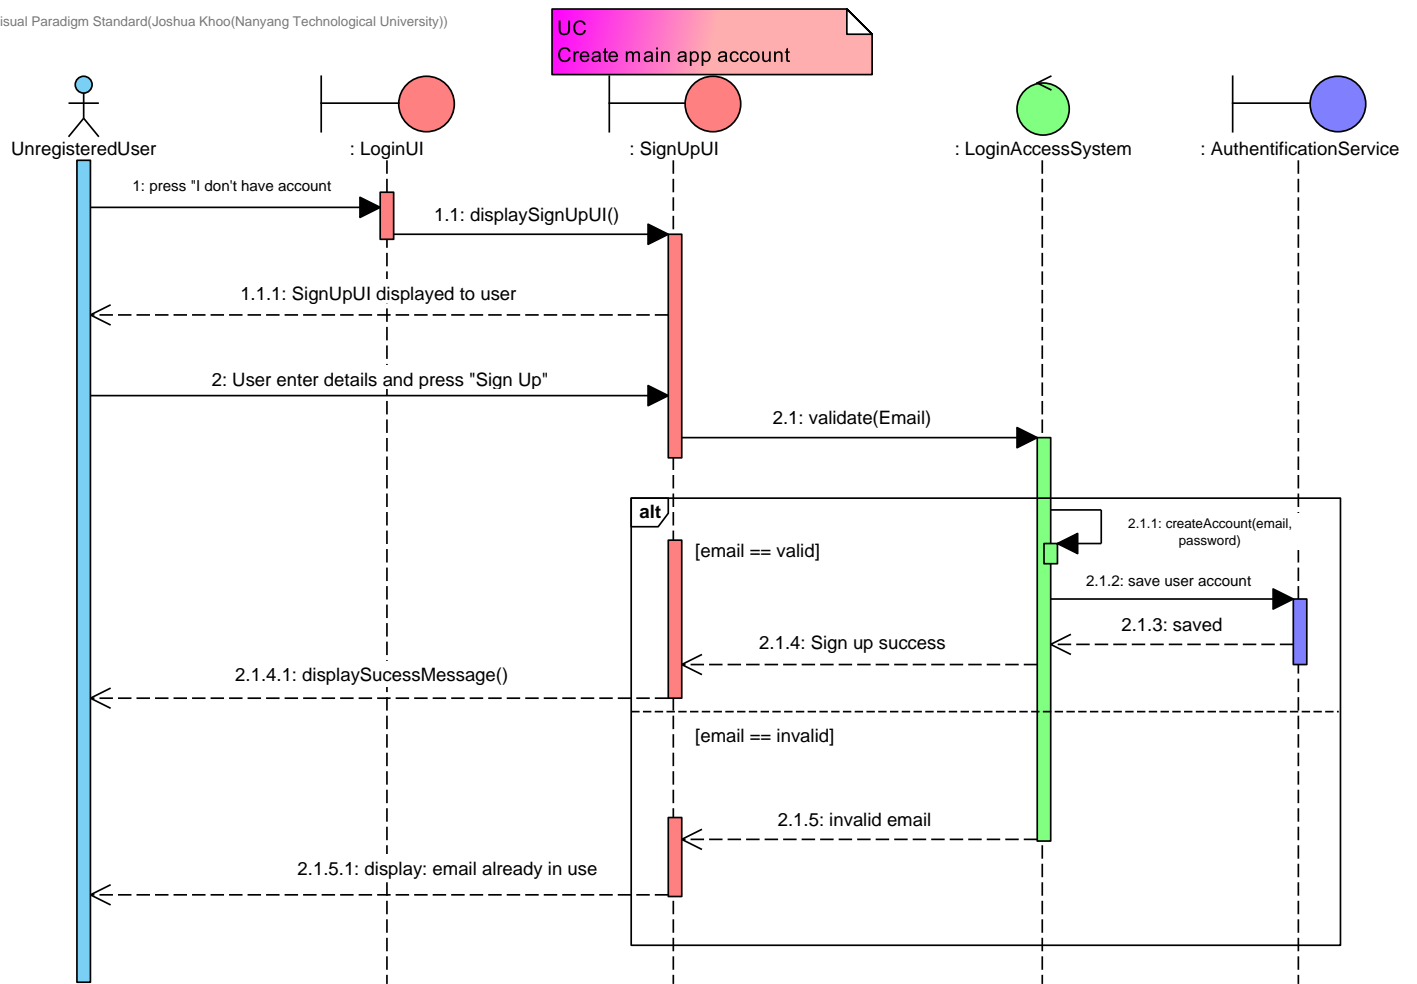 isual Paradigm Standard(Joshua Khoo(Nanyang Technological University))
UC
Create main app account
UnregisteredUser
: LoginUI
: SignUpUI
: LoginAccessSystem
: AuthentificationService
1: press "I don't have account
1.1: displaySignUpUI()
1.1.1: SignUpUI displayed to user
2: User enter details and press "Sign Up"
2.1: validate(Email)
alt
[email == valid]
2.1.1: createAccount(email,
password)
2.1.2: save user account
2.1.3: saved
2.1.4: Sign up success
2.1.4.1: displaySucessMessage()
[email == invalid]
2.1.5: invalid email
2.1.5.1: display: email already in use